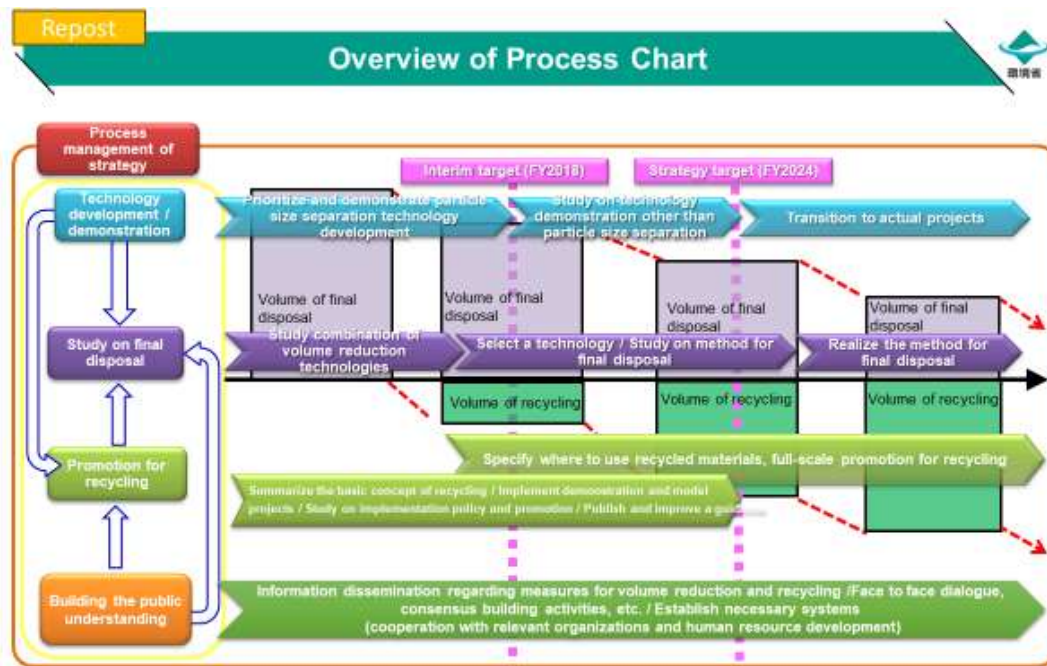 Repost
Overview of Process Chart
環境省
Process
management of
strategy
Interim target (FY2018)
Strategy target (FY2024)
Technology
development /
demonstration
Prioritize and demonstrate particle
size separation technology
development
Study on technology
demonstration other than
particle size separation
Transition to actual projects
Volume of final
disposal
Volume of final
disposal
Volume of final
disposal
Volume of final
disposal
Study on final
disposal
Study combination of
volume reduction
technologies
Select a technology / Study on method for
final disposal
Realize the method for
final disposal
Volume of recycling
Volume of recycling
Volume of recycling
Promotion for
recycling
Specify where to use recycled materials, full-scale promotion for recycling
Summarize the basic concept of recycling / Implement demonstration and model
projects / Study on implementation policy and promotion / Publish and improve a
Building the public
understanding
Information dissemination regarding measures for volume reduction and recycling /Face to face dialogue,
consensus building activities, etc. / Establish necessary systems
(cooperation with relevant organizations and human resource development)